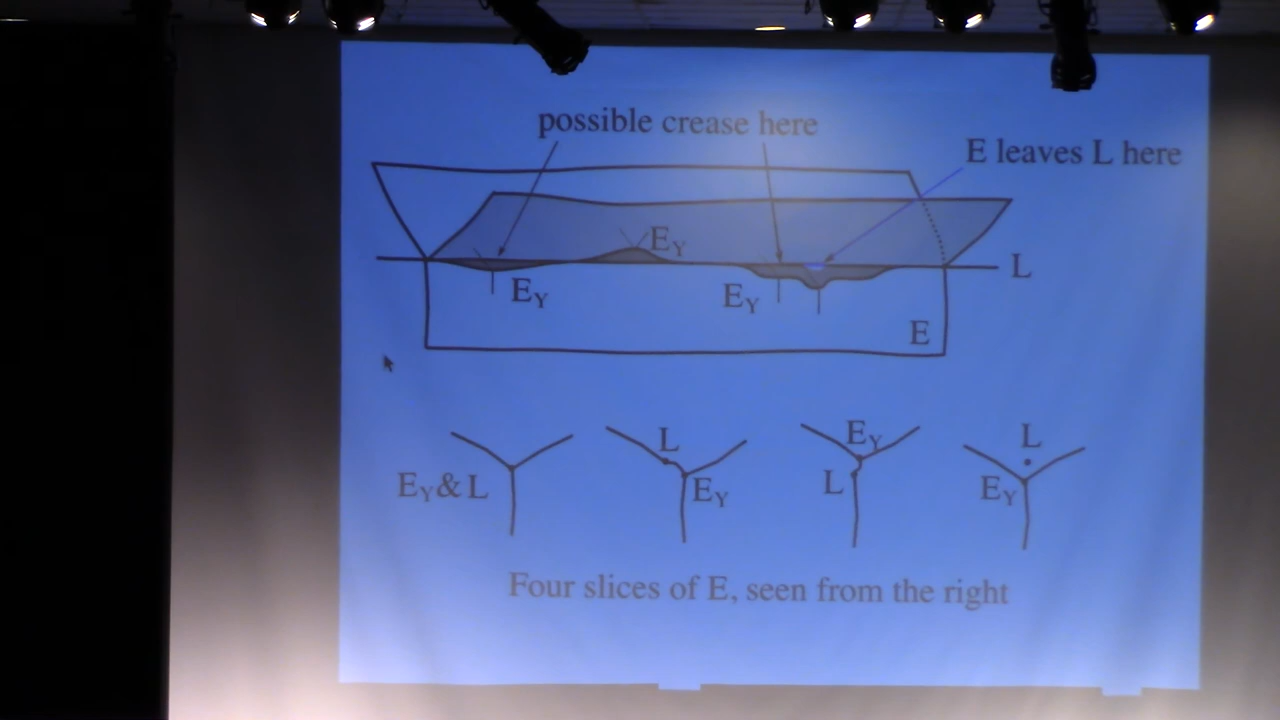 possible crease here
E leaves L here
E_Y
L
E_Y
E_Y
E
L
E_Y
L
E_Y
E_Y&L
L
E_Y
Four slices of E, seen from the right